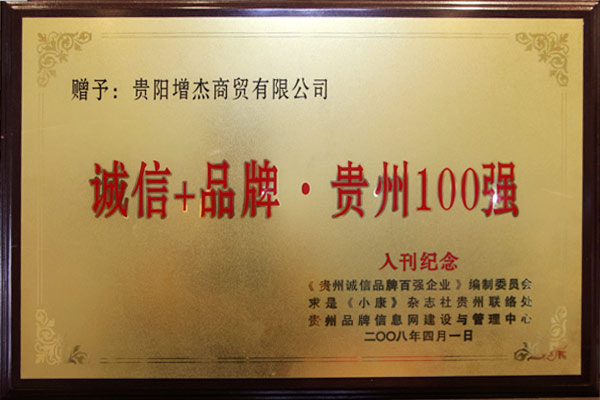 赠予：贵阳增杰商贸有限公司
诚信+品牌·贵州100强
入刊纪念
《贵州诚信品牌百强企业》编制委员会
求是《小康》杂志社贵州联络处
贵州品牌信息网建设与管理中心
二〇〇八年四月一日